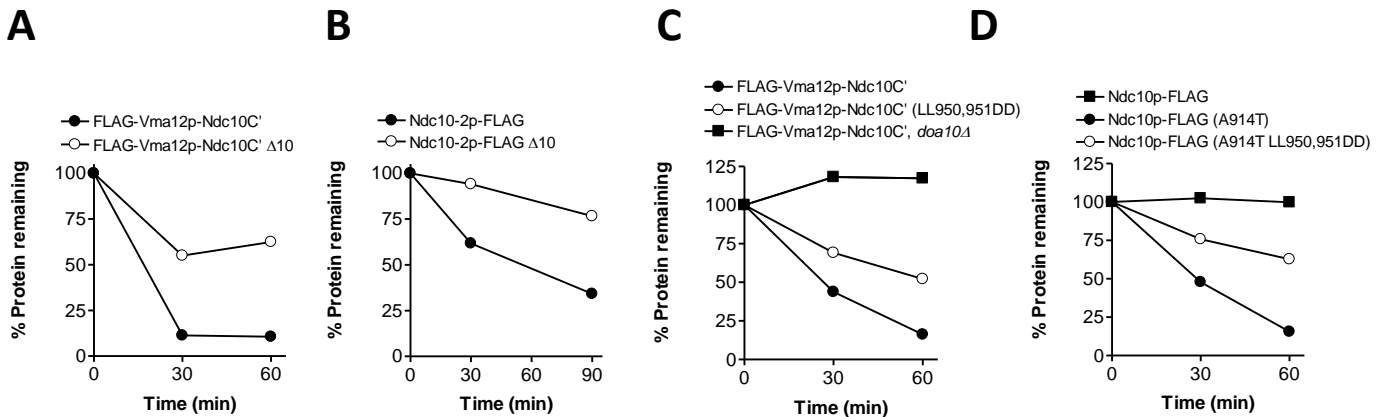 A
FLAG-Vma12p-Ndc10C'
FLAG-Vma12p-Ndc10C' Δ10
% Protein remaining
100
75
50
25
0
0 30 60
Time (min)
B
Ndc10-2p-FLAG
Ndc10-2p-FLAG Δ10
% Protein remaining
100
75
50
25
0
0 30 60 90
Time (min)
C
FLAG-Vma12p-Ndc10C'
FLAG-Vma12p-Ndc10C' (LL950,951DD)
FLAG-Vma12p-Ndc10C', doa10Δ
% Protein remaining
125
100
75
50
25
0
0 30 60
Time (min)
D
Ndc10p-FLAG
Ndc10p-FLAG (A914T)
Ndc10p-FLAG (A914T LL950,951DD)
% Protein remaining
125
100
75
50
25
0
0 30 60
Time (min)